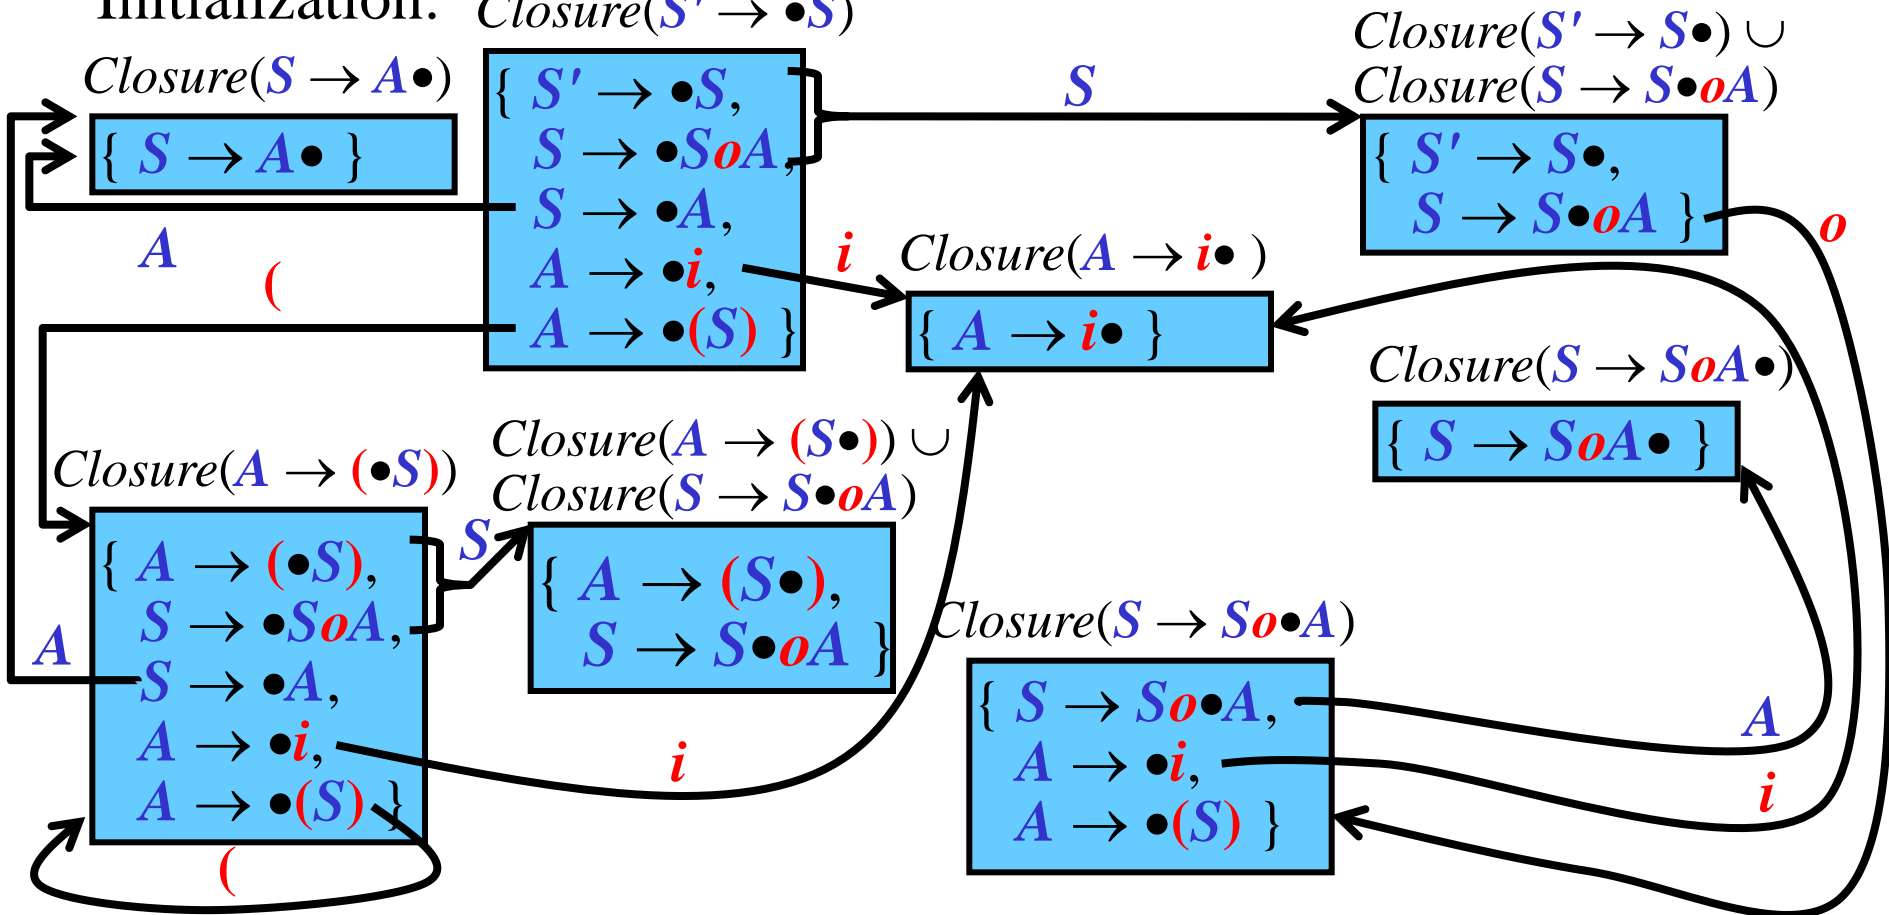 Initialization:
Closure(S′ → •S)
Closure(S → A•)
{ S → A• }
{ S′ → •S,
S → •SoA,
S → •A,
A → •i,
A → •(S) }
S
Closure(S′ → S•) ∪
Closure(S → S•oA)
{ S′ → S•,
S → S•oA }
o
A
(
i
Closure(A → i• )
{ A → i• }
Closure(S → SoA•)
{ S → SoA• }
Closure(A → (•S))
{ A → (•S),
S → •SoA,
S → •A,
A → •i,
A → •(S) }
A
(
S
Closure(A → (S•)) ∪
Closure(S → S•oA)
{ A → (S•),
S → S•oA }
i
Closure(S → So•A)
{ S → So•A,
A → •i,
A → •(S) }
A
i